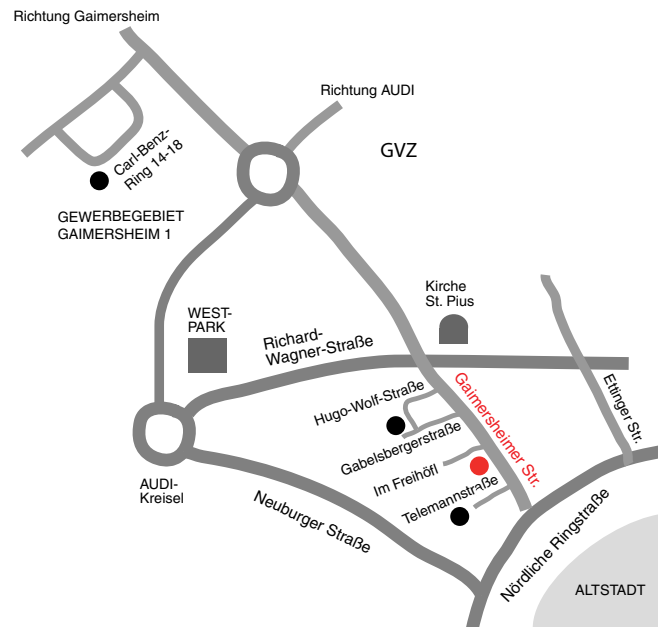 Richtung Gaimersheim
Richtung AUDI
GVZ
Carl-Benz-
Ring 14-18
GEWERBEGEBIET
GAIMERSHEIM 1
Kirche
St. Pius
WEST-
PARK
Richard-
Wagner-Straße
Hugo-Wolf-Straße
Gaimersheimer Str.
Ettinger Str.
Gabelsbergerstraße
Im Freihöfl
Telemannstraße
AUDI-
Kreisel
Neuburger Straße
Nördliche Ringstraße
ALTSTADT